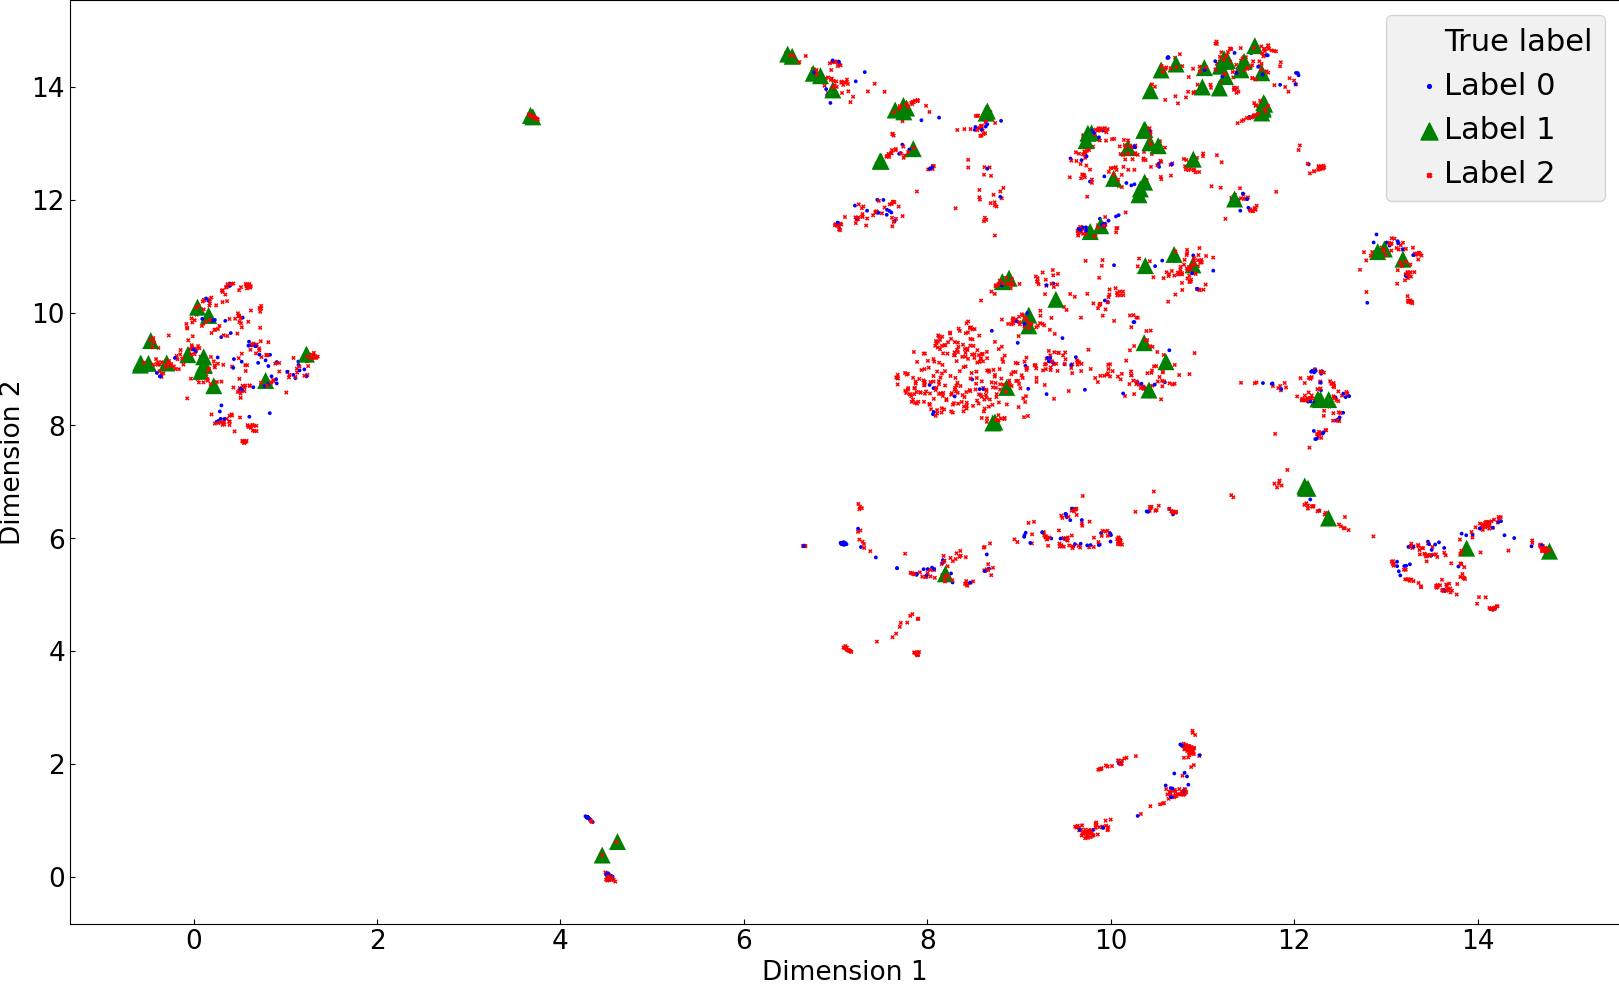 True label
Label 0
Label 1
Label 2
14
12
10
8
6
4
2
0
Dimension 2
0 2 4 6 8 10 12 14
Dimension 1